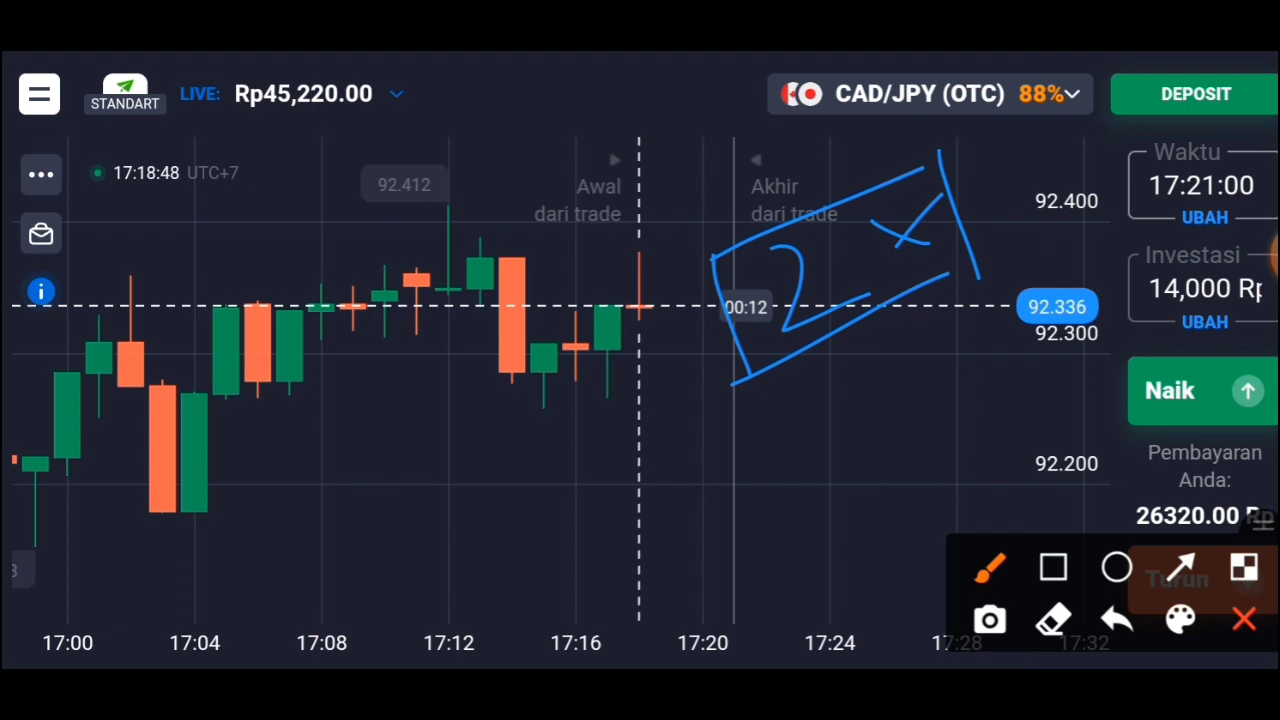 STANDART
LIVE: Rp45,220.00
CAD/JPY (OTC) 88%
DEPOSIT
17:18:48 UTC+7
92.412
Awal
dari trade
Akhir
dari trade
2x
00:12
92.400
92.336
92.300
92.200
Waktu
17:21:00
UBAH
Investasi
14,000 Rp
UBAH
Naik
Pembayaran
Anda:
26320.00 Rp
Turun
3
17:00 17:04 17:08 17:12 17:16 17:20 17:24 17:28 17:32